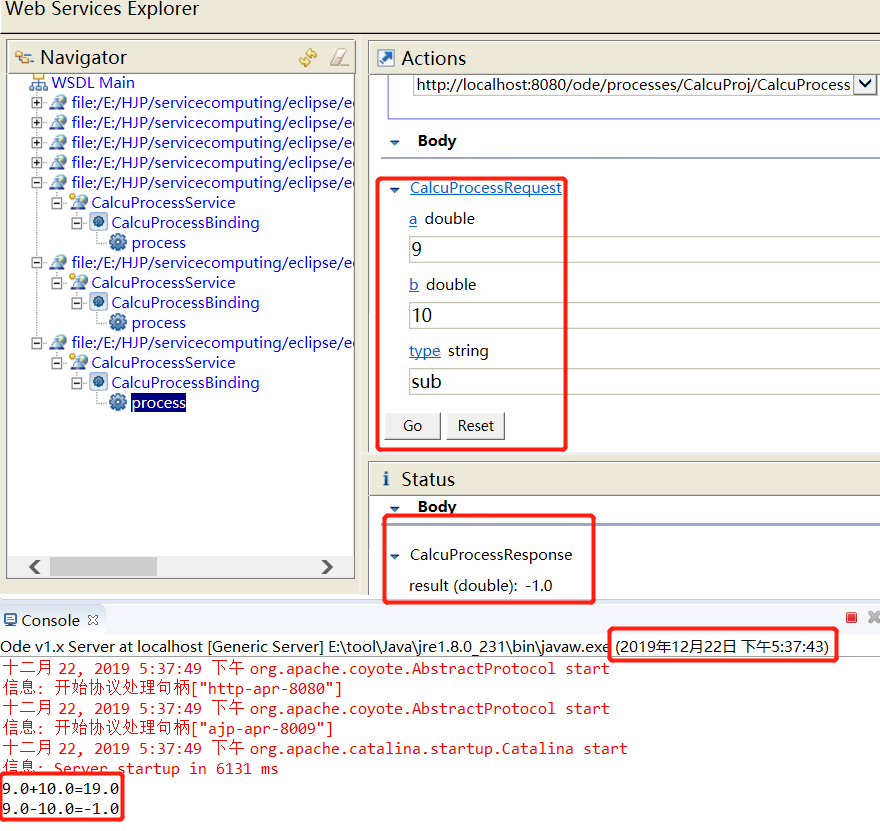 Web Services Explorer
Navigator
WSDL Main
file:/E:/HJP/servicecomputing/eclipse/e
file:/E:/HJP/servicecomputing/eclipse/e
file:/E:/HJP/servicecomputing/eclipse/e
file:/E:/HJP/servicecomputing/eclipse/e
file:/E:/HJP/servicecomputing/eclipse/e
CalcuProcessService
CalcuProcessBinding
process
file:/E:/HJP/servicecomputing/eclipse/e
CalcuProcessService
CalcuProcessBinding
process
file:/E:/HJP/servicecomputing/eclipse/e
CalcuProcessService
CalcuProcessBinding
process
Actions
http://localhost:8080/ode/processes/CalcuProj/CalcuProcess
Body
CalcuProcessRequest
a double
9
b double
10
type string
sub
Go Reset
Status
Body
CalcuProcessResponse
result (double): -1.0
Console
Ode v1.x Server at localhost [Generic Server] E:\tool\Java\jre1.8.0_231\bin\javaw.exe (2019年12月22日 下午5:37:43)
十二月 22, 2019 5:37:49 下午 org.apache.coyote.AbstractProtocol start
信息: 开始协议处理句柄["http-apr-8080"]
十二月 22, 2019 5:37:49 下午 org.apache.coyote.AbstractProtocol start
信息: 开始协议处理句柄["ajp-apr-8009"]
十二月 22, 2019 5:37:49 下午 org.apache.catalina.startup.Catalina start
信息: Server startup in 6131 ms
9.0+10.0=19.0
9.0-10.0=-1.0